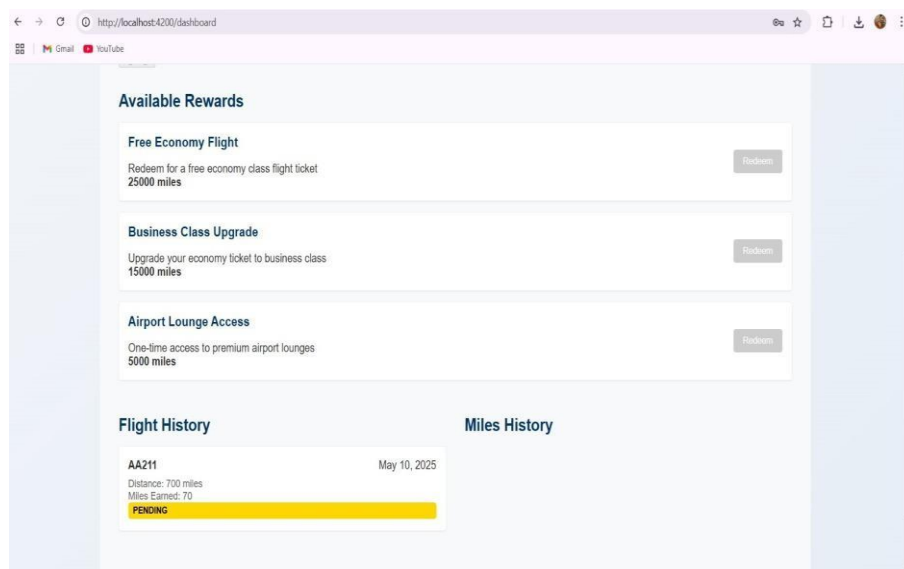 http://localhost:4200/dashboard
Gmail YouTube
Available Rewards
Free Economy Flight
Redeem for a free economy class flight ticket
25000 miles
Redeem
Business Class Upgrade
Upgrade your economy ticket to business class
15000 miles
Redeem
Airport Lounge Access
One-time access to premium airport lounges
5000 miles
Redeem
Flight History
AA211 May 10, 2025
Distance: 700 miles
Miles Earned: 70
PENDING
Miles History